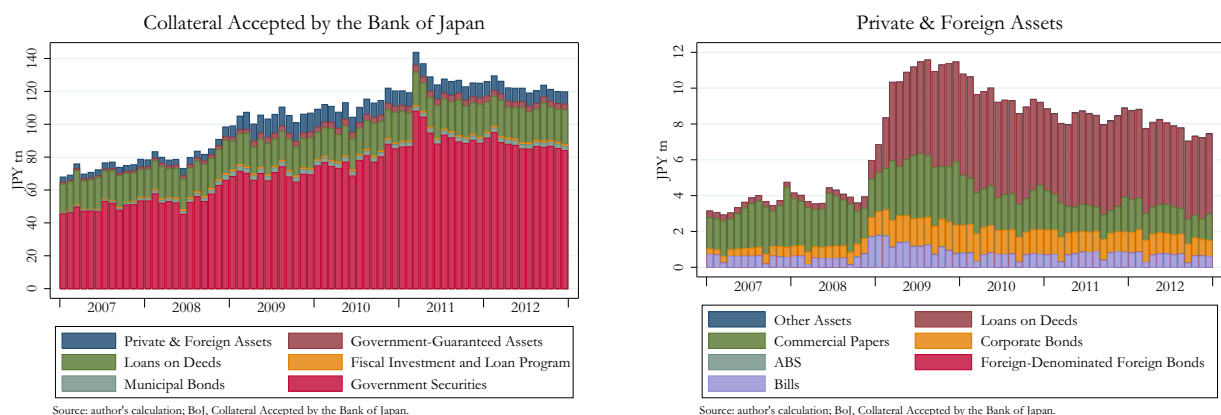 Collateral Accepted by the Bank of Japan
JPY tn
140
120
100
80
60
40
20
0
2007 2008 2009 2010 2011 2012
Private & Foreign Assets Government-Guaranteed Assets
Loans on Deeds Fiscal Investment and Loan Program
Municipal Bonds Government Securities
Source: author's calculation; BoJ, Collateral Accepted by the Bank of Japan.
Private & Foreign Assets
JPY tn
12
10
8
6
4
2
0
2007 2008 2009 2010 2011 2012
Other Assets Loans on Deeds
Commercial Papers Corporate Bonds
ABS Foreign-Denominated Foreign Bonds
Bills
Source: author's calculation; BoJ, Collateral Accepted by the Bank of Japan.